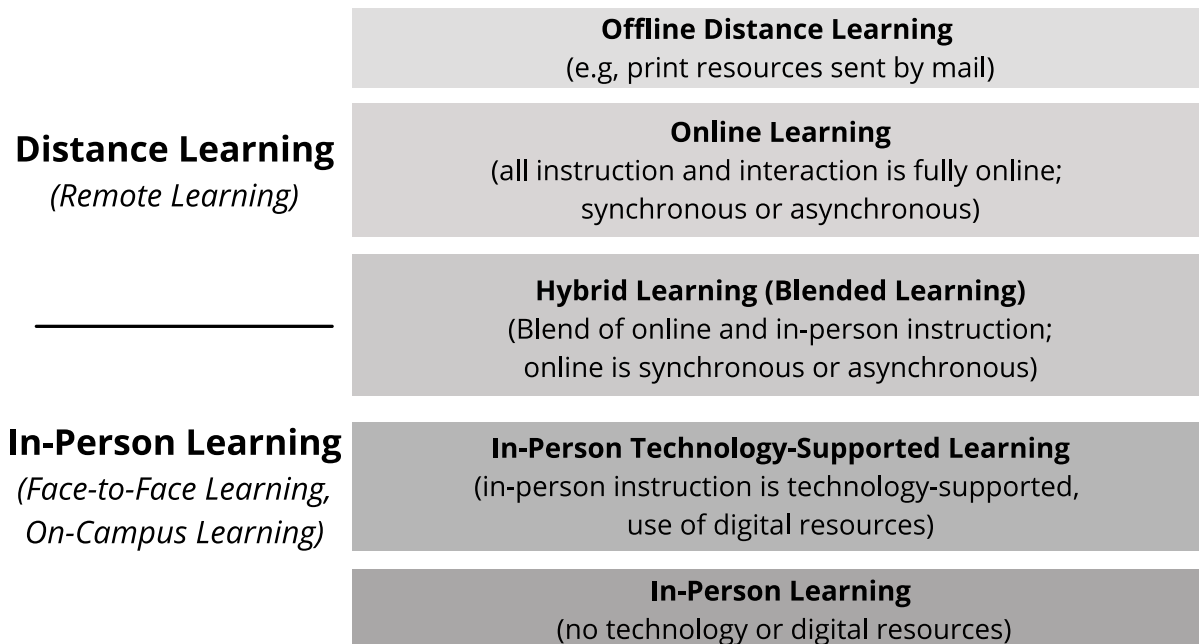 Offline Distance Learning
(e.g, print resources sent by mail)
Distance Learning
(Remote Learning)
Online Learning
(all instruction and interaction is fully online;
synchronous or asynchronous)
Hybrid Learning (Blended Learning)
(Blend of online and in-person instruction;
online is synchronous or asynchronous)
In-Person Learning
(Face-to-Face Learning,
On-Campus Learning)
In-Person Technology-Supported Learning
(in-person instruction is technology-supported,
use of digital resources)
In-Person Learning
(no technology or digital resources)